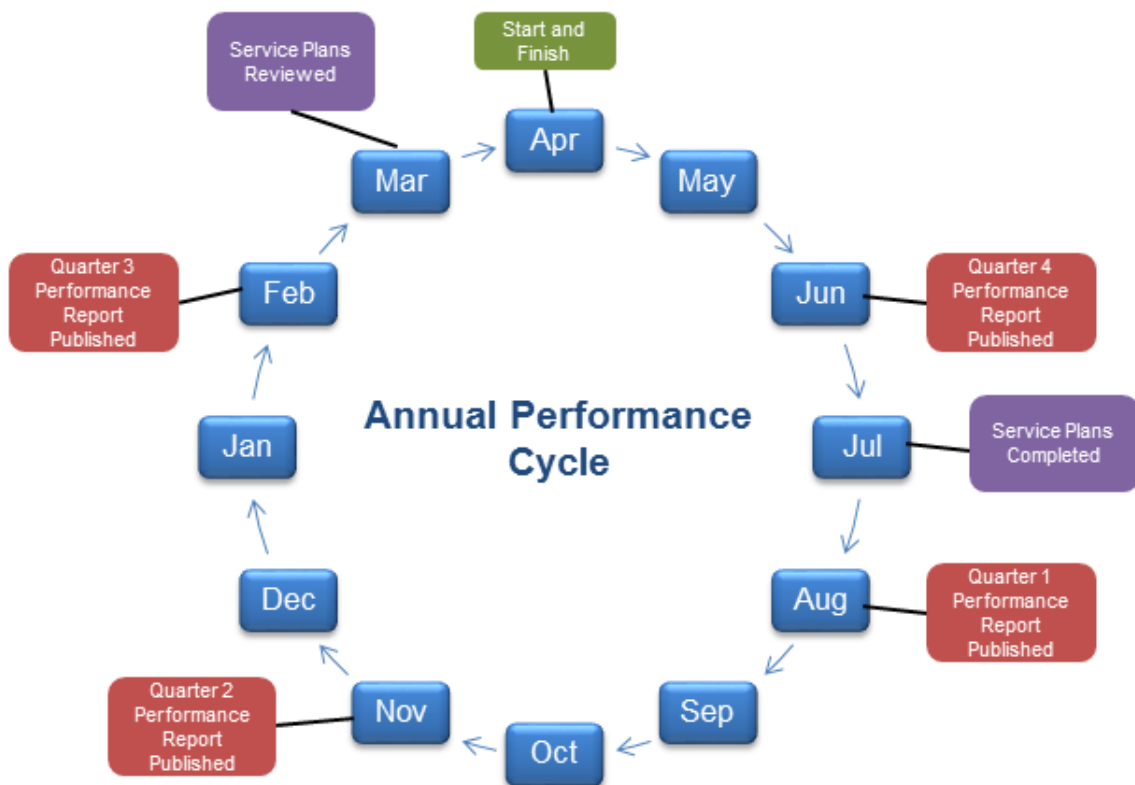 Service Plans
Reviewed
Start and
Finish
Apr
Mar
May
Quarter 3
Performance
Report
Published
Feb
Jun
Quarter 4
Performance
Report
Published
Annual Performance
Cycle
Jan
Jul
Service Plans
Completed
Dec
Aug
Quarter 1
Performance
Report
Published
Quarter 2
Performance
Report
Published
Nov
Sep
Oct